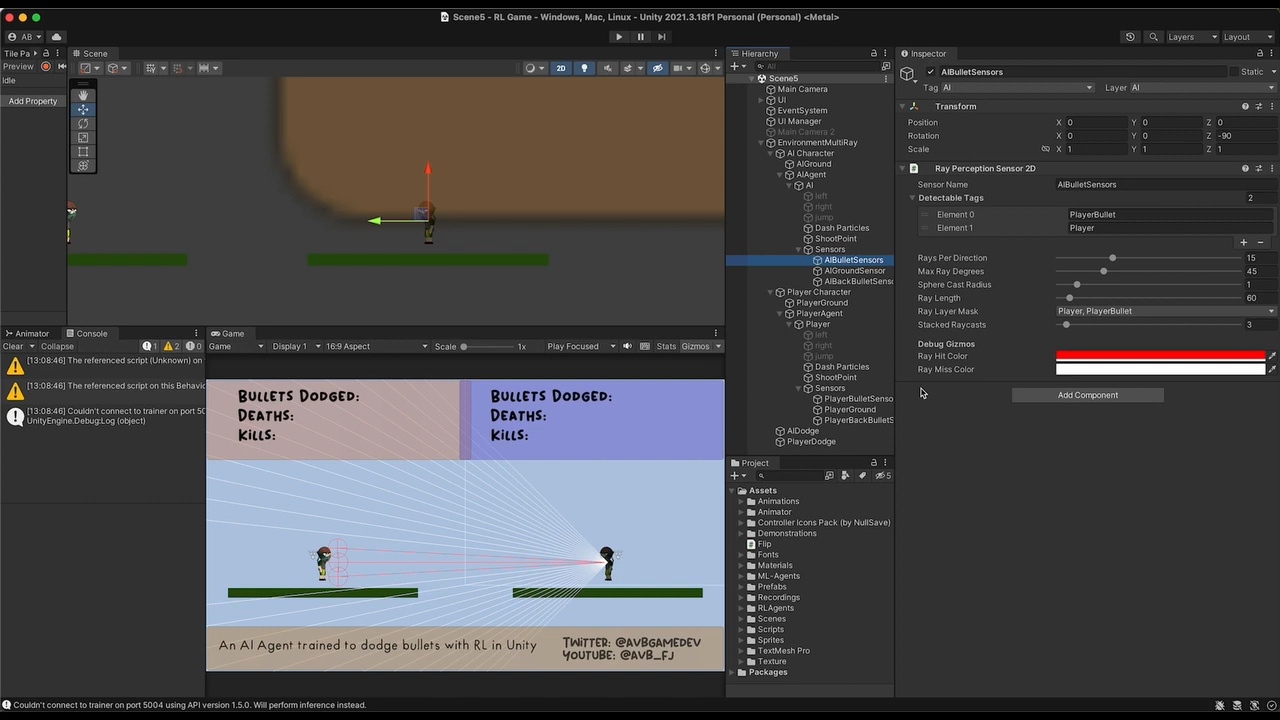 Scene5 - RL Game - Windows, Mac, Linux - Unity 2021.3.18f1 Personal (Personal) <Metal>
AB
Layers
Layout
Tile Pa
Preview
Idle
Add Property
Scene
2D
Animator
Console
Clear
Collapse
1
2
0
[13:08:46] The referenced script (Unknown) on
[13:08:46] The referenced script on this Behavio
[13:08:46] Couldn't connect to trainer on port 50
UnityEngine.Debug:Log (object)
Game
Game
Display 1
16:9 Aspect
Scale
1x
Play Focused
Stats
Gizmos
Bullets Dodged:
Deaths:
Kills:
Bullets Dodged:
Deaths:
Kills:
An AI Agent trained to dodge bullets with RL in Unity
Twitter: @AVBGAMEDEV
YouTube: @AVB_FJ
Hierarchy
All
Scene5
Main Camera
UI
EventSystem
UI Manager
Main Camera 2
EnvironmentMultiRay
AI Character
AIGround
AIAgent
AI
left
right
jump
Dash Particles
ShootPoint
Sensors
AIBulletSensors
AIGroundSensor
AIBackBulletSenso
Player Character
PlayerGround
PlayerAgent
Player
left
right
jump
Dash Particles
ShootPoint
Sensors
PlayerBulletSenso
PlayerGround
PlayerBackBulletS
AIDodge
PlayerDodge
Project
5
Assets
Animations
Animator
Controller Icons Pack (by NullSave)
Demonstrations
Flip
Fonts
Materials
ML-Agents
Prefabs
Recordings
RLAgents
Scenes
Scripts
Sprites
TextMesh Pro
Texture
Packages
Inspector
AIBulletSensors
Static
Tag AI
Layer AI
Transform
Position X 0 Y 0 Z 0
Rotation X 0 Y 0 Z -90
Scale X 1 Y 1 Z 1
Ray Perception Sensor 2D
Sensor Name AIBulletSensors
Detectable Tags 2
Element 0 PlayerBullet
Element 1 Player
Rays Per Direction 15
Max Ray Degrees 45
Sphere Cast Radius 1
Ray Length 60
Ray Layer Mask Player, PlayerBullet
Stacked Raycasts 3
Debug Gizmos
Ray Hit Color
Ray Miss Color
Add Component
Couldn't connect to trainer on port 5004 using API version 1.5.0. Will perform inference instead.